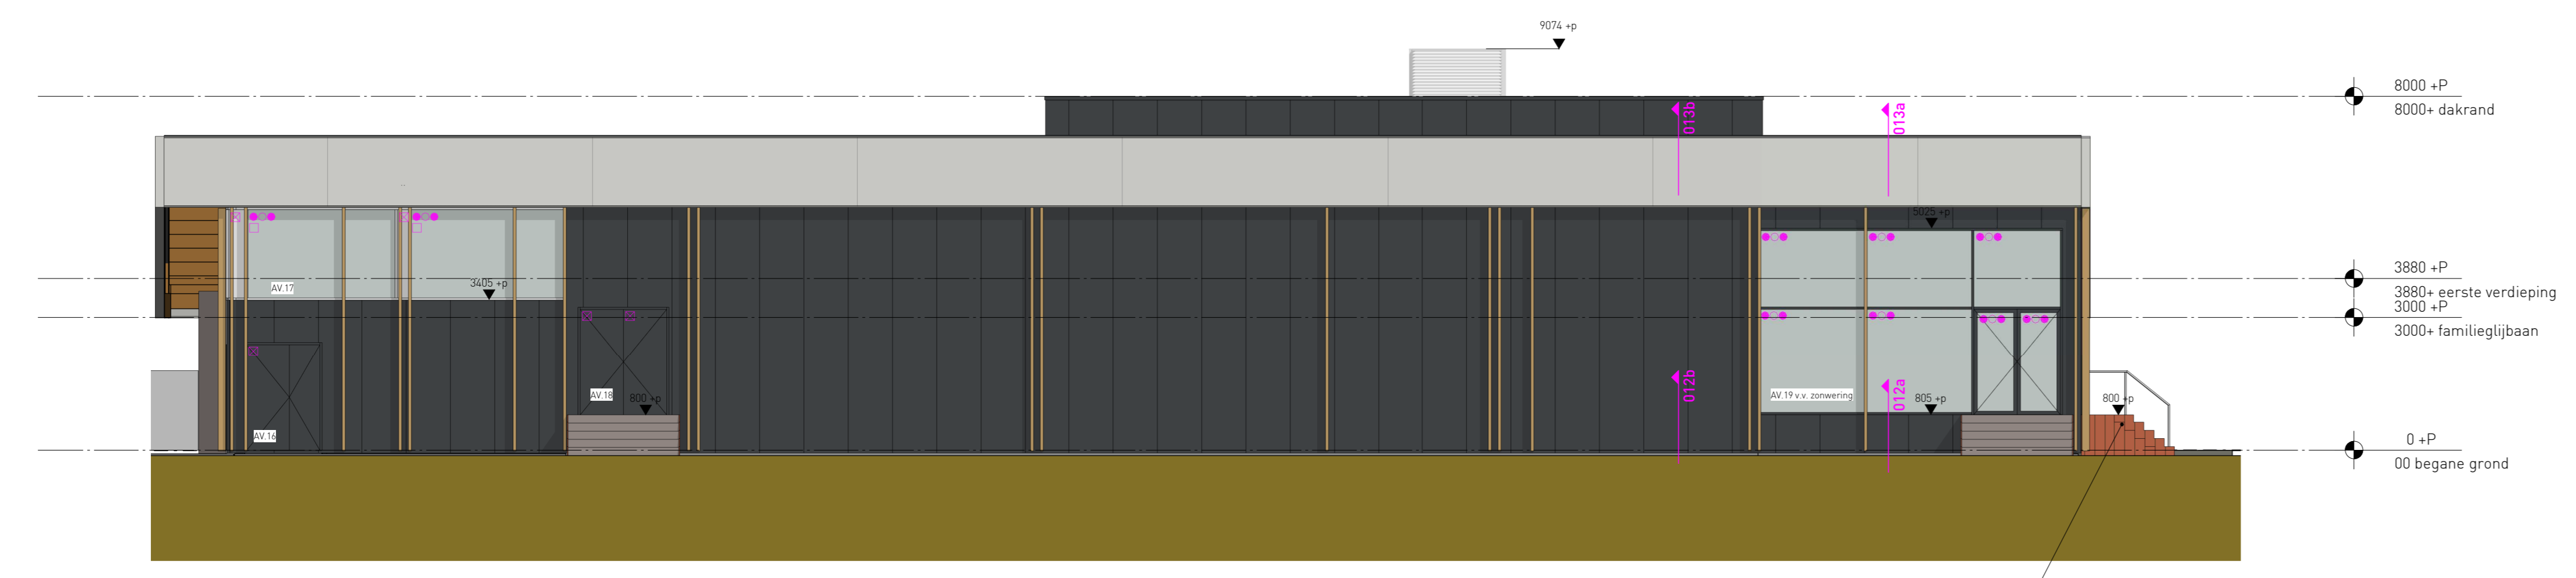 9074 +p
8000 +P
8000+ dakrand
013b
013a
5025 +p
3880 +P
3880+ eerste verdieping
3405 +p
AV.17
3000 +P
3000+ familieglijbaan
012b
012a
AV.18
800 +p
AV.19 v.v. zonwering
805 +p
800 +p
AV.16
0 +P
00 begane grond